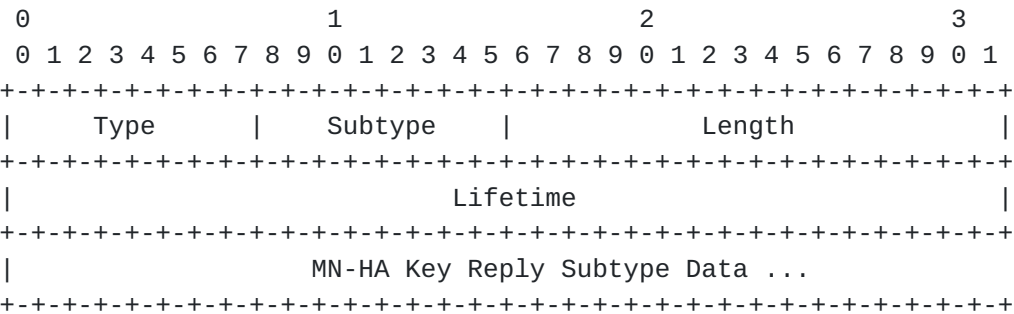 0                   1                   2                   3
 0 1 2 3 4 5 6 7 8 9 0 1 2 3 4 5 6 7 8 9 0 1 2 3 4 5 6 7 8 9 0 1
+-+-+-+-+-+-+-+-+-+-+-+-+-+-+-+-+-+-+-+-+-+-+-+-+-+-+-+-+-+-+-+-+
|     Type      |    Subtype    |            Length             |
+-+-+-+-+-+-+-+-+-+-+-+-+-+-+-+-+-+-+-+-+-+-+-+-+-+-+-+-+-+-+-+-+
|                            Lifetime                           |
+-+-+-+-+-+-+-+-+-+-+-+-+-+-+-+-+-+-+-+-+-+-+-+-+-+-+-+-+-+-+-+-+
|                   MN-HA Key Reply Subtype Data ...
+-+-+-+-+-+-+-+-+-+-+-+-+-+-+-+-+-+-+-+-+-+-+-+-+-+-+-+-+-+-+-+-+